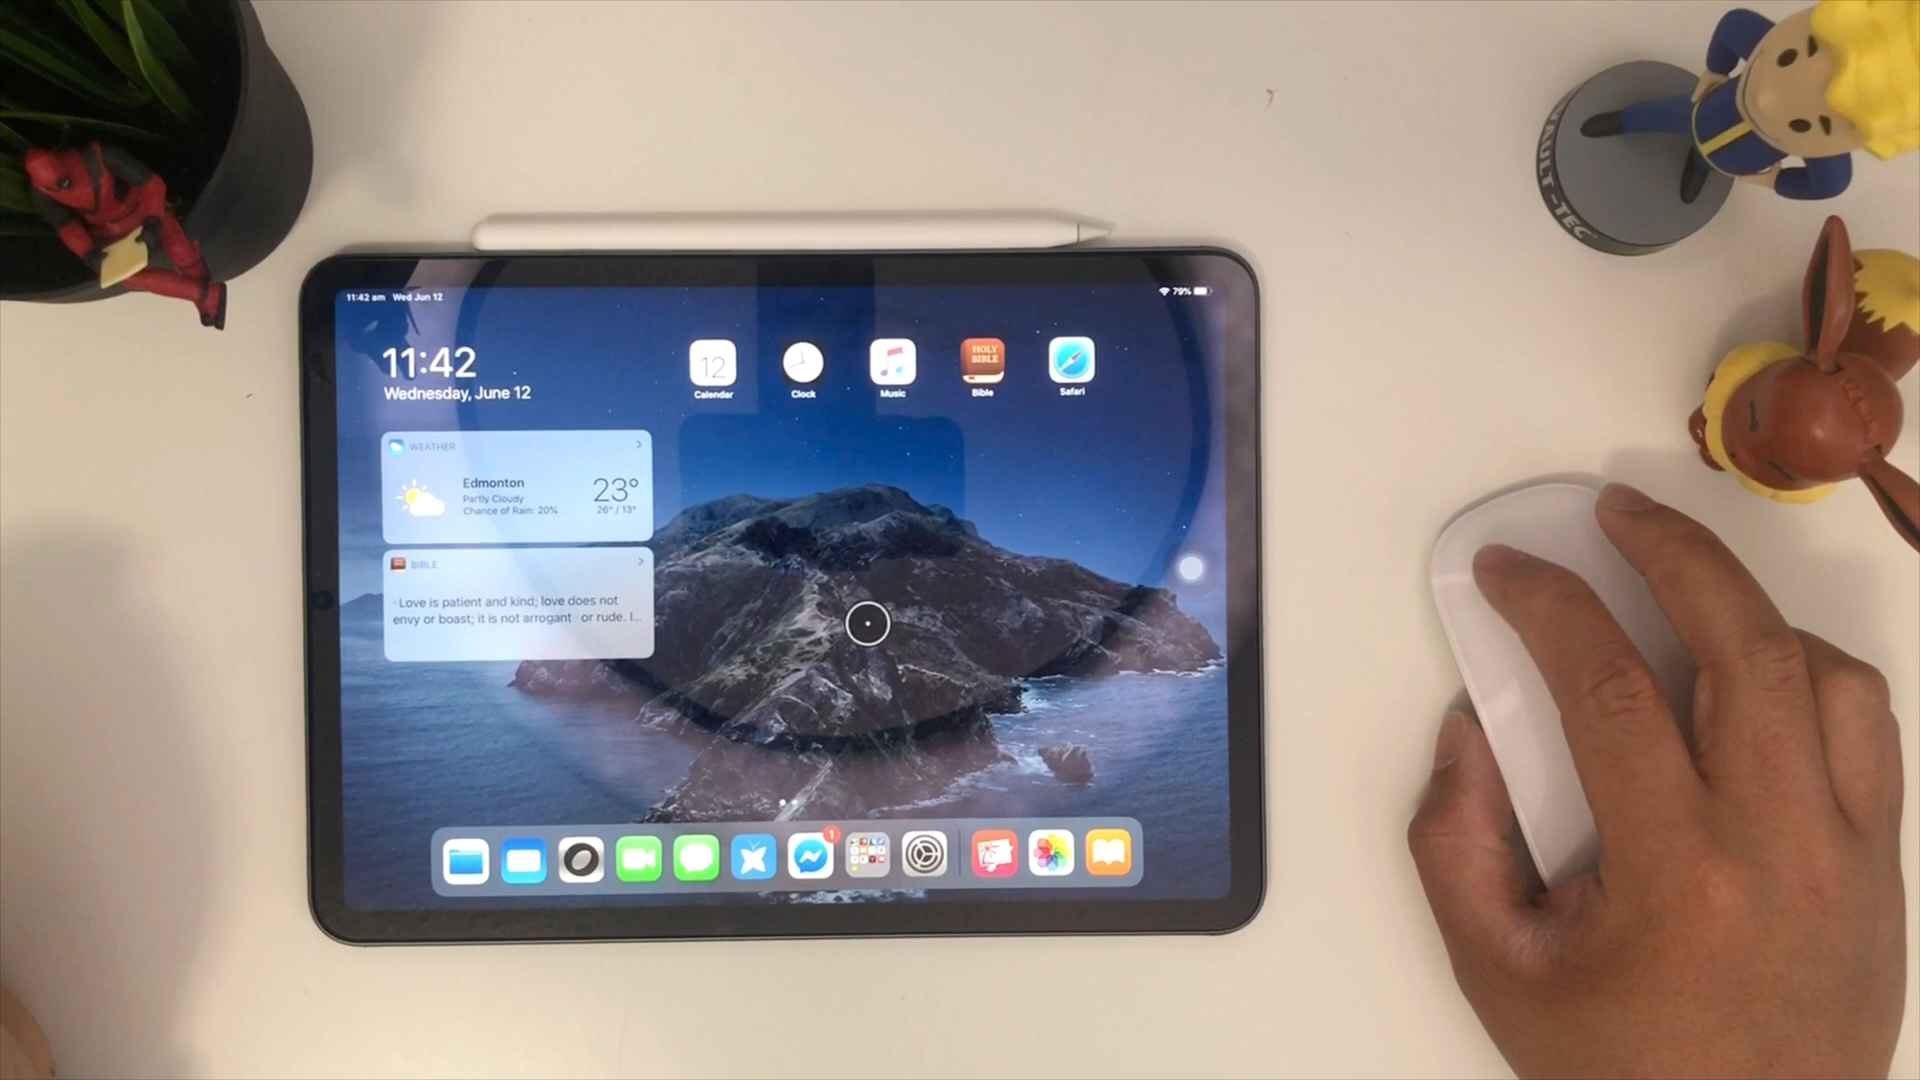 VAULT-TEC
11:42 am Wed Jun 12
79%
11:42
Wednesday, June 12
12
Calendar
Clock
Music
HOLY
BIBLE
Bible
Safari
WEATHER
Edmonton
Partly Cloudy
Chance of Rain: 20%
23°
26° / 13°
BIBLE
Love is patient and kind; love does not
envy or boast; it is not arrogant or rude. I...
1